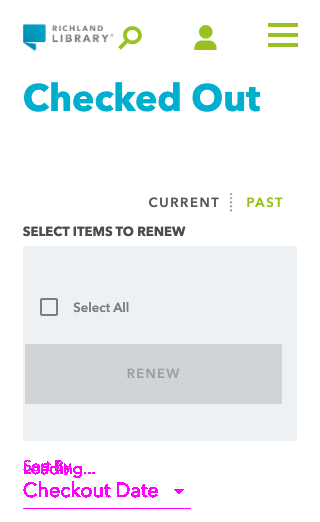 RICHLAND
LIBRARY
Checked Out
CURRENT
PAST
SELECT ITEMS TO RENEW
Select All
RENEW
Sort By
Loading...
Checkout Date